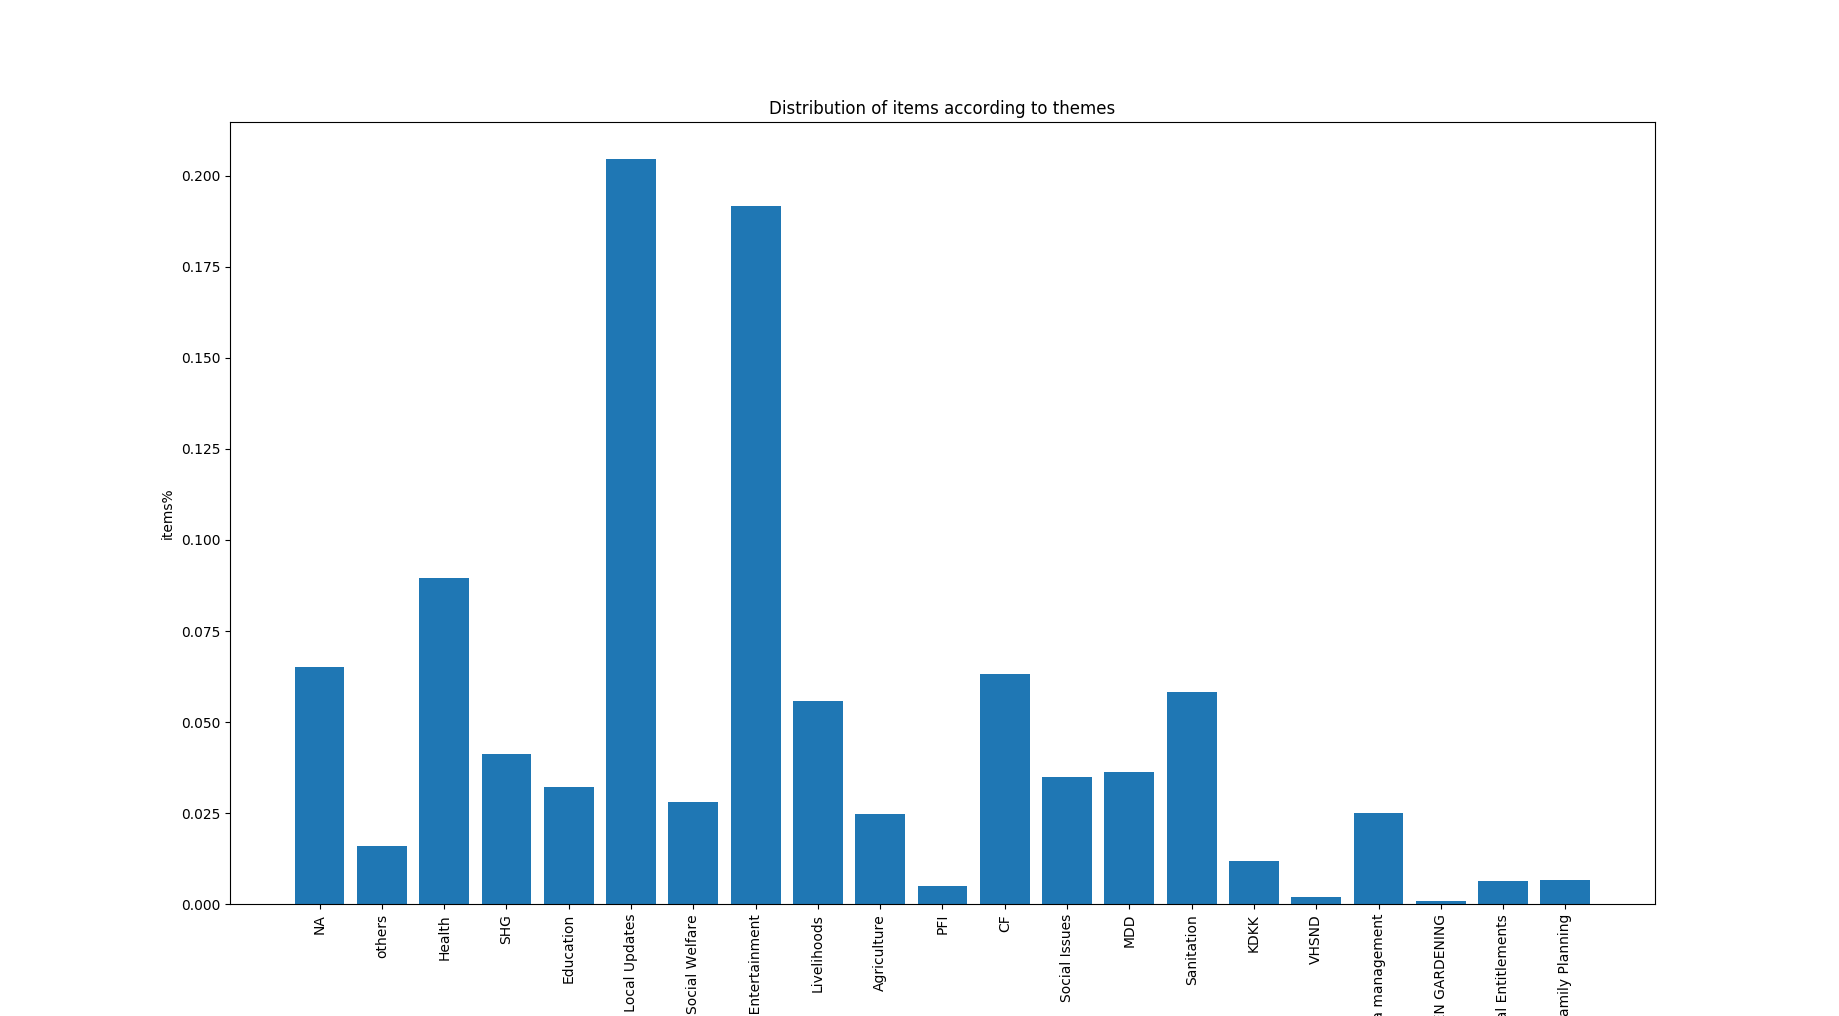 Distribution of items according to themes
items%
0.200
0.175
0.150
0.125
0.100
0.075
0.050
0.025
0.000
NA
others
Health
SHG
Education
Local Updates
Social Welfare
Entertainment
Livelihoods
Agriculture
PFI
CF
Social Issues
MDD
Sanitation
KDKK
VHSND
management
GARDENING
Entitlements
Planning